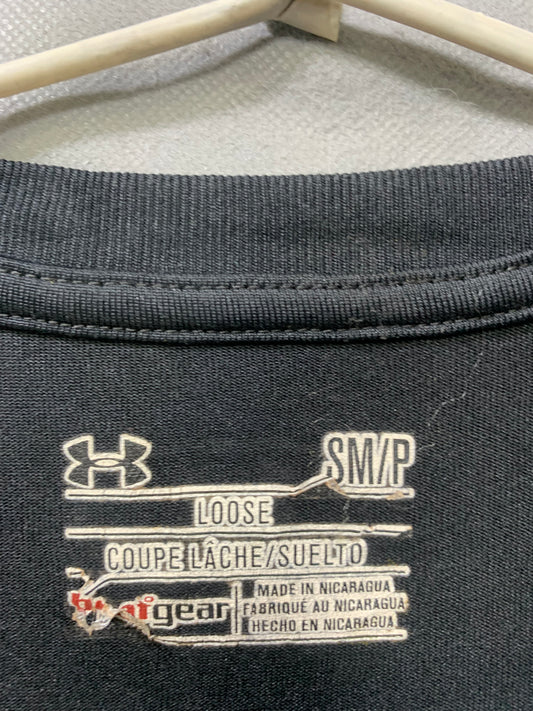 SM/P
LOOSE
COUPE LÂCHE/SUELTO
gear
MADE IN NICARAGUA
FABRIQUÉ AU NICARAGUA
HECHO EN NICARAGUA